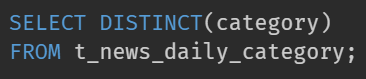 SELECT DISTINCT(category)
FROM t_news_daily_category;